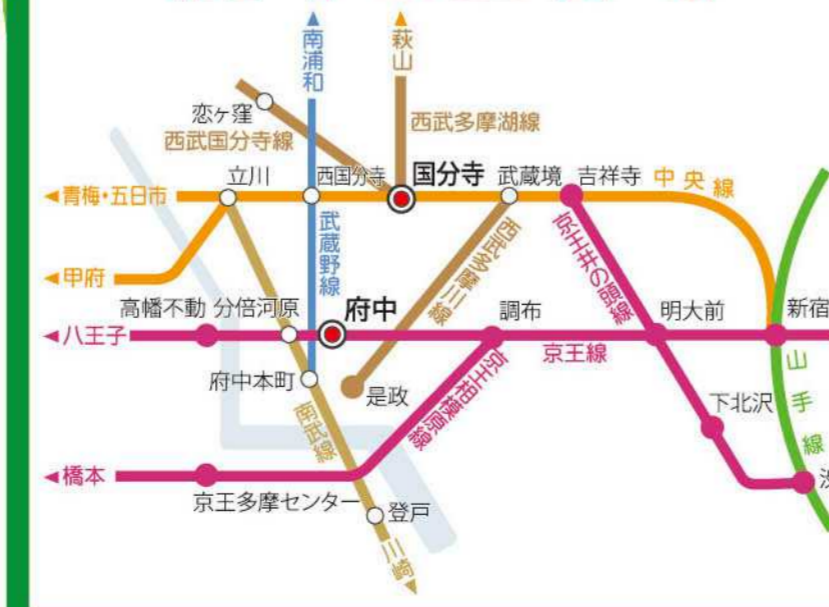 南浦和
萩山
恋ヶ窪
西武国分寺線
西武多摩湖線
立川
西国分寺
国分寺
武蔵境
吉祥寺
中央線
青梅・五日市
武蔵野線
西武多摩川線
京王井の頭線
甲府
高幡不動
分倍河原
府中
調布
明大前
新宿
八王子
京王線
山手線
府中本町
是政
京王相模原線
下北沢
南武線
橋本
京王多摩センター
登戸
川崎